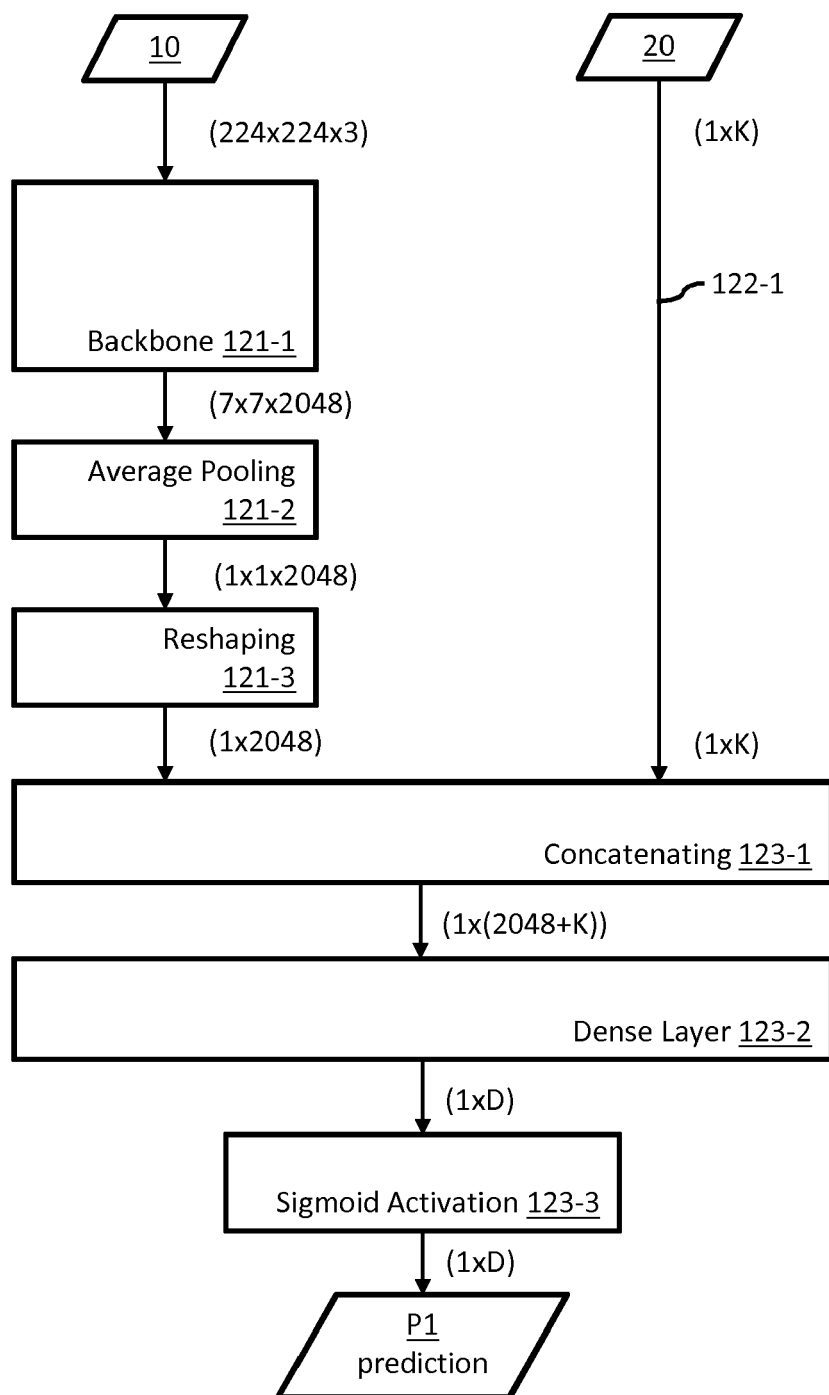 10
20
(224x224x3)
(1xK)
122-1
Backbone 121-1
(7x7x2048)
Average Pooling
121-2
(1x1x2048)
Reshaping
121-3
(1x2048)
(1xK)
Concatenating 123-1
(1x(2048+K))
Dense Layer 123-2
(1xD)
Sigmoid Activation 123-3
(1xD)
P1
prediction